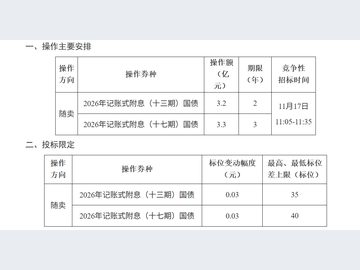 一、操作主要安排
操作方向 操作券种 操作额（亿元） 期限（年） 竞争性招标时间
随卖 2026年记账式附息（十三期）国债 3.2 2 11月17日 11:05-11:35
2026年记账式附息（十七期）国债 3.3 3
二、投标限定
操作方向 操作券种 标位变动幅度（元） 最高、最低标位差上限（标位）
随卖 2026年记账式附息（十三期）国债 0.03 35
2026年记账式附息（十七期）国债 0.03 40